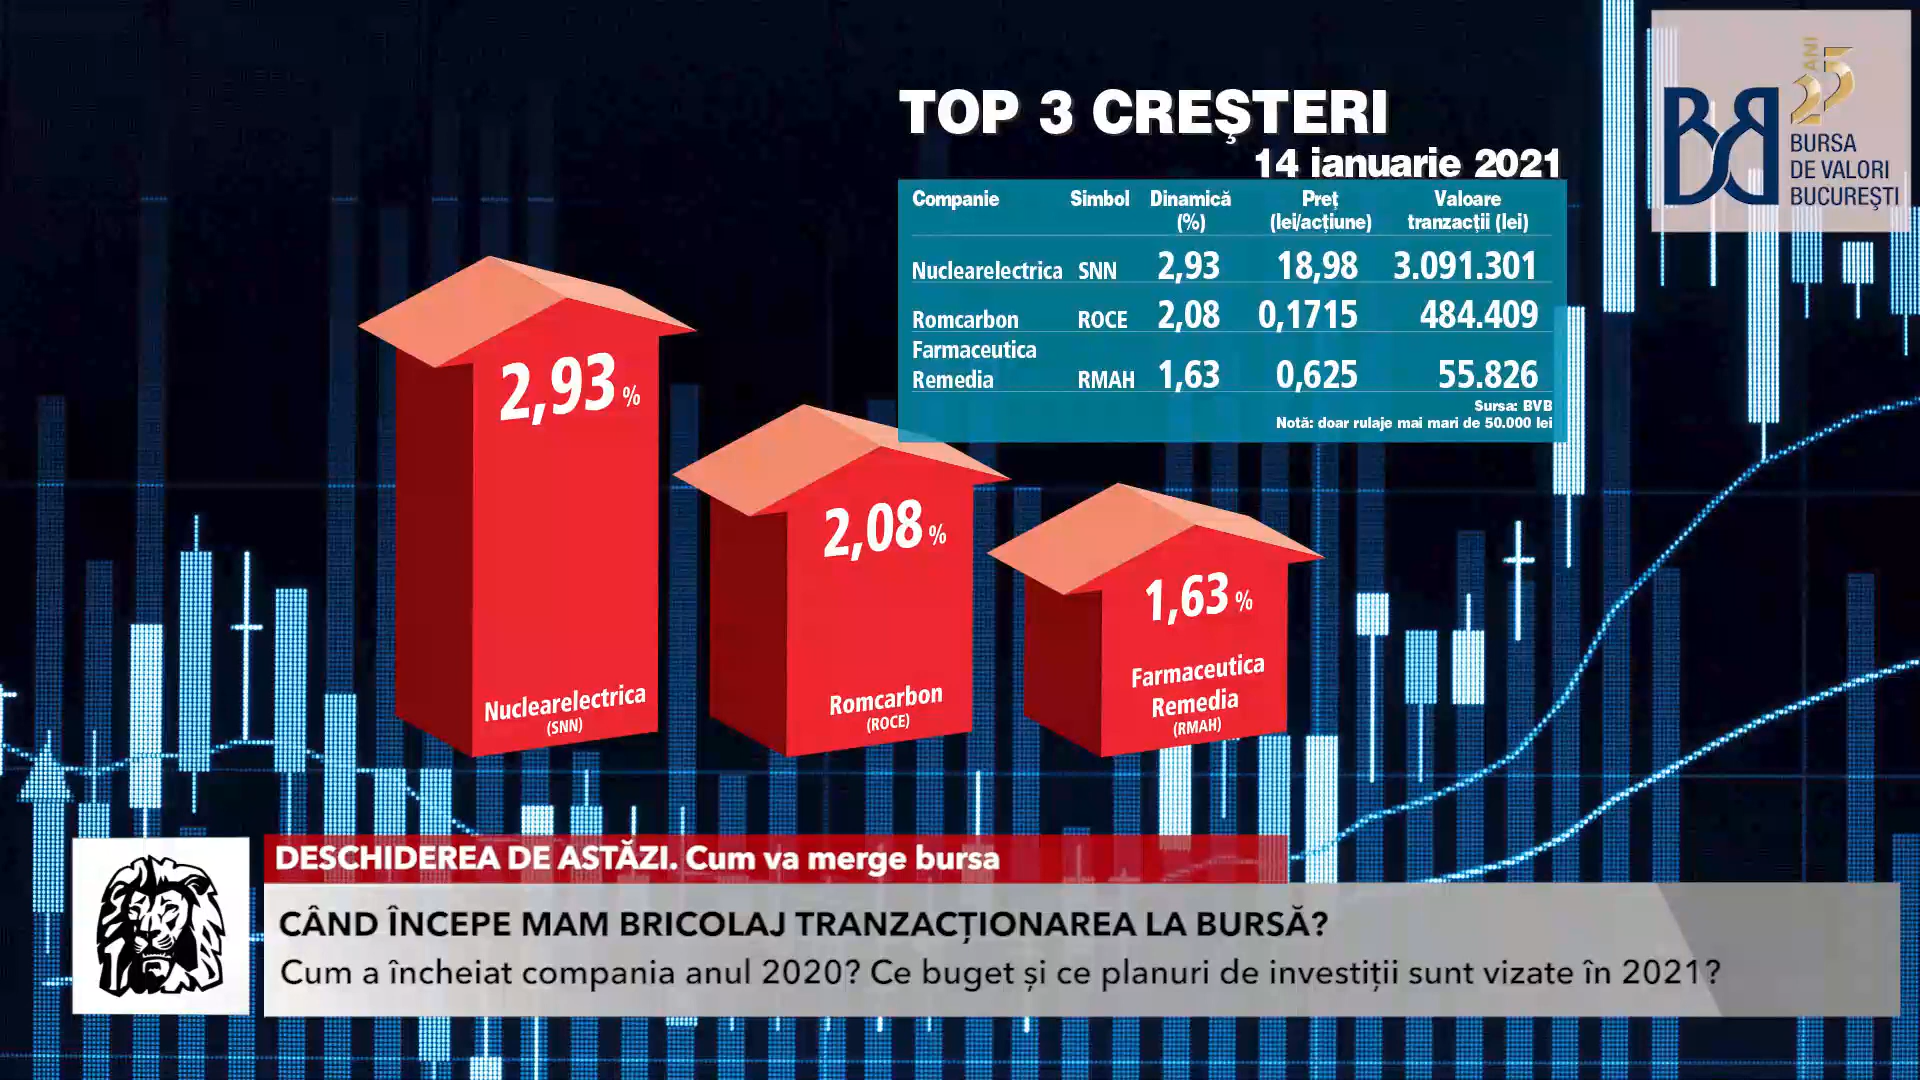 TOP 3 CREŞTERI
14 ianuarie 2021
25 ANI
BVB
BURSA
DE VALORI
BUCUREŞTI
Companie Simbol Dinamică (%) Preţ (lei/acţiune) Valoare tranzacţii (lei)
Nuclearelectrica SNN 2,93 18,98 3.091.301
Romcarbon ROCE 2,08 0,1715 484.409
Farmaceutica
Remedia RMAH 1,63 0,625 55.826
Sursa: BVB
Notă: doar rulaje mai mari de 50.000 lei
2,93 %
Nuclearelectrica
(SNN)
2,08 %
Romcarbon
(ROCE)
1,63 %
Farmaceutica
Remedia
(RMAH)
DESCHIDEREA DE ASTĂZI. Cum va merge bursa
CÂND ÎNCEPE MAM BRICOLAJ TRANZACȚIONAREA LA BURSĂ?
Cum a încheiat compania anul 2020? Ce buget și ce planuri de investiții sunt vizate în 2021?